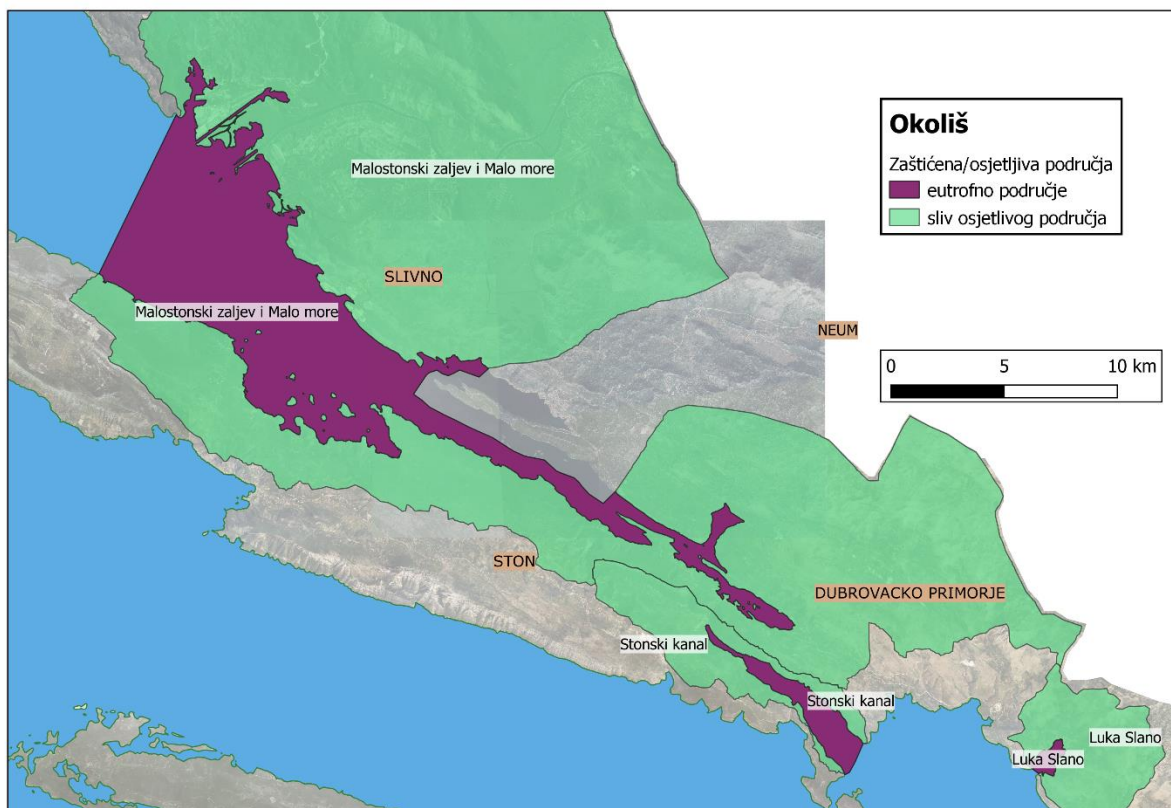 Okoliš
Zaštićena/osjetljiva područja
eutrofno područje
sliv osjetlivog područja
Malostonski zaljev i Malo more
SLIVNO
Malostonski zaljev i Malo more
NEUM
0 5 10 km
STON
DUBROVACKO PRIMORJE
Stonski kanal
Stonski kanal
Luka Slano
Luka Slano